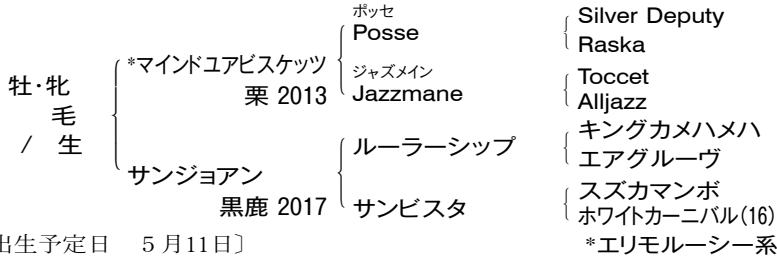 牡・牝
毛
/ 生
*マインドユアビスケッツ
栗 2013
サンジョアン
黒鹿 2017
ポッセ
Posse
ジャズメイン
Jazzmane
ルーラーシップ
サンビスタ
Silver Deputy
Raska
Toccet
Alljazz
キングカメハメハ
エアグルーヴ
スズカマンボ
ホワイトカーニバル(16)
出生予定日 5月11日〕
*エリモルーシー系